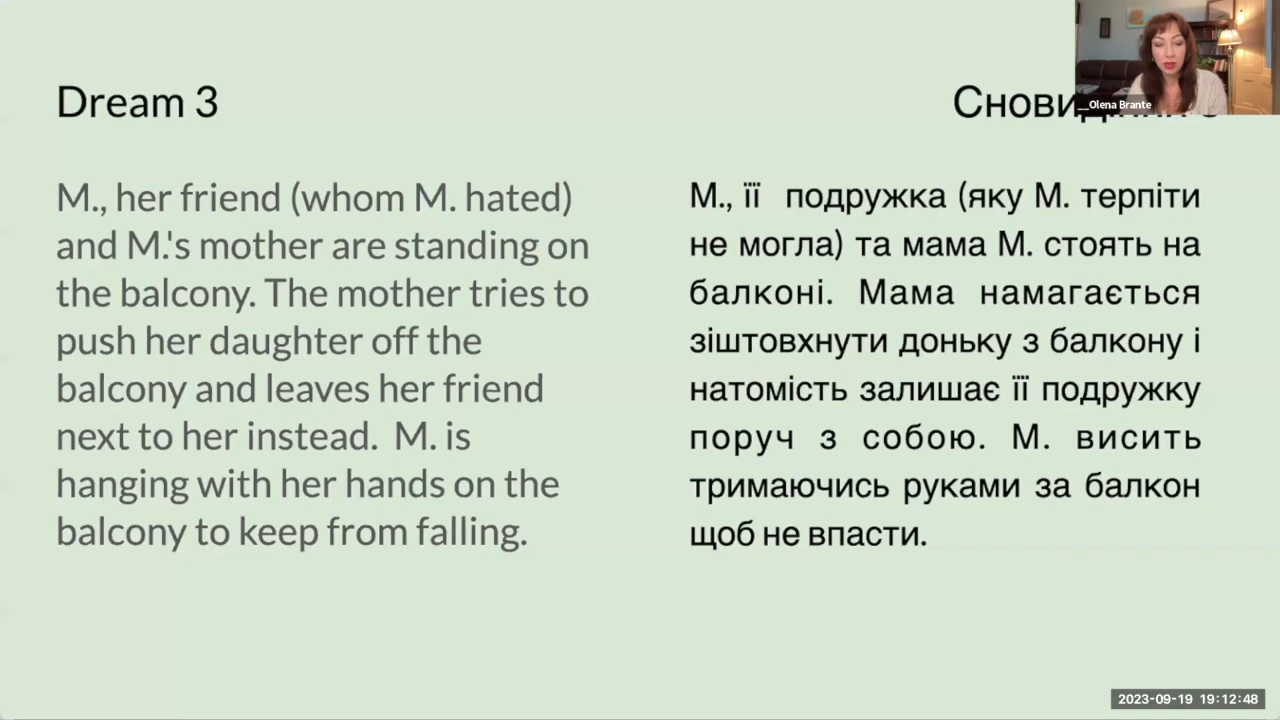 Dream 3
M., her friend (whom M. hated)
and M.'s mother are standing on
the balcony. The mother tries to
push her daughter off the
balcony and leaves her friend
next to her instead.  M. is
hanging with her hands on the
balcony to keep from falling.
М., її  подружка (яку М. терпіти
не могла) та мама М. стоять на
балконі. Мама намагається
зіштовхнути доньку з балкону і
натомість залишає її подружку
поруч з собою. М. висить
тримаючись руками за балкон
щоб не впасти.
__Olena Brante
2023-09-19 19:12:48